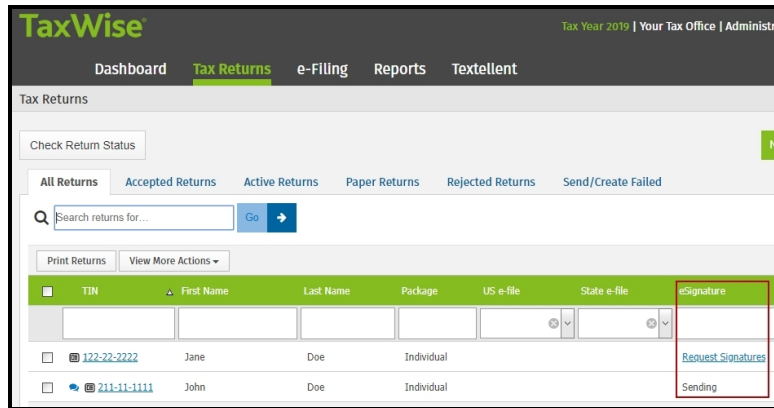 TaxWise®
Tax Year 2019 | Your Tax Office | Administr
Dashboard Tax Returns e-Filing Reports Textellent
Tax Returns
Check Return Status
N
All Returns Accepted Returns Active Returns Paper Returns Rejected Returns Send/Create Failed
Search returns for... Go
Print Returns View More Actions
TIN First Name Last Name Package US e-file State e-file eSignature
122-22-2222 Jane Doe Individual Request Signatures
211-11-1111 John Doe Individual Sending